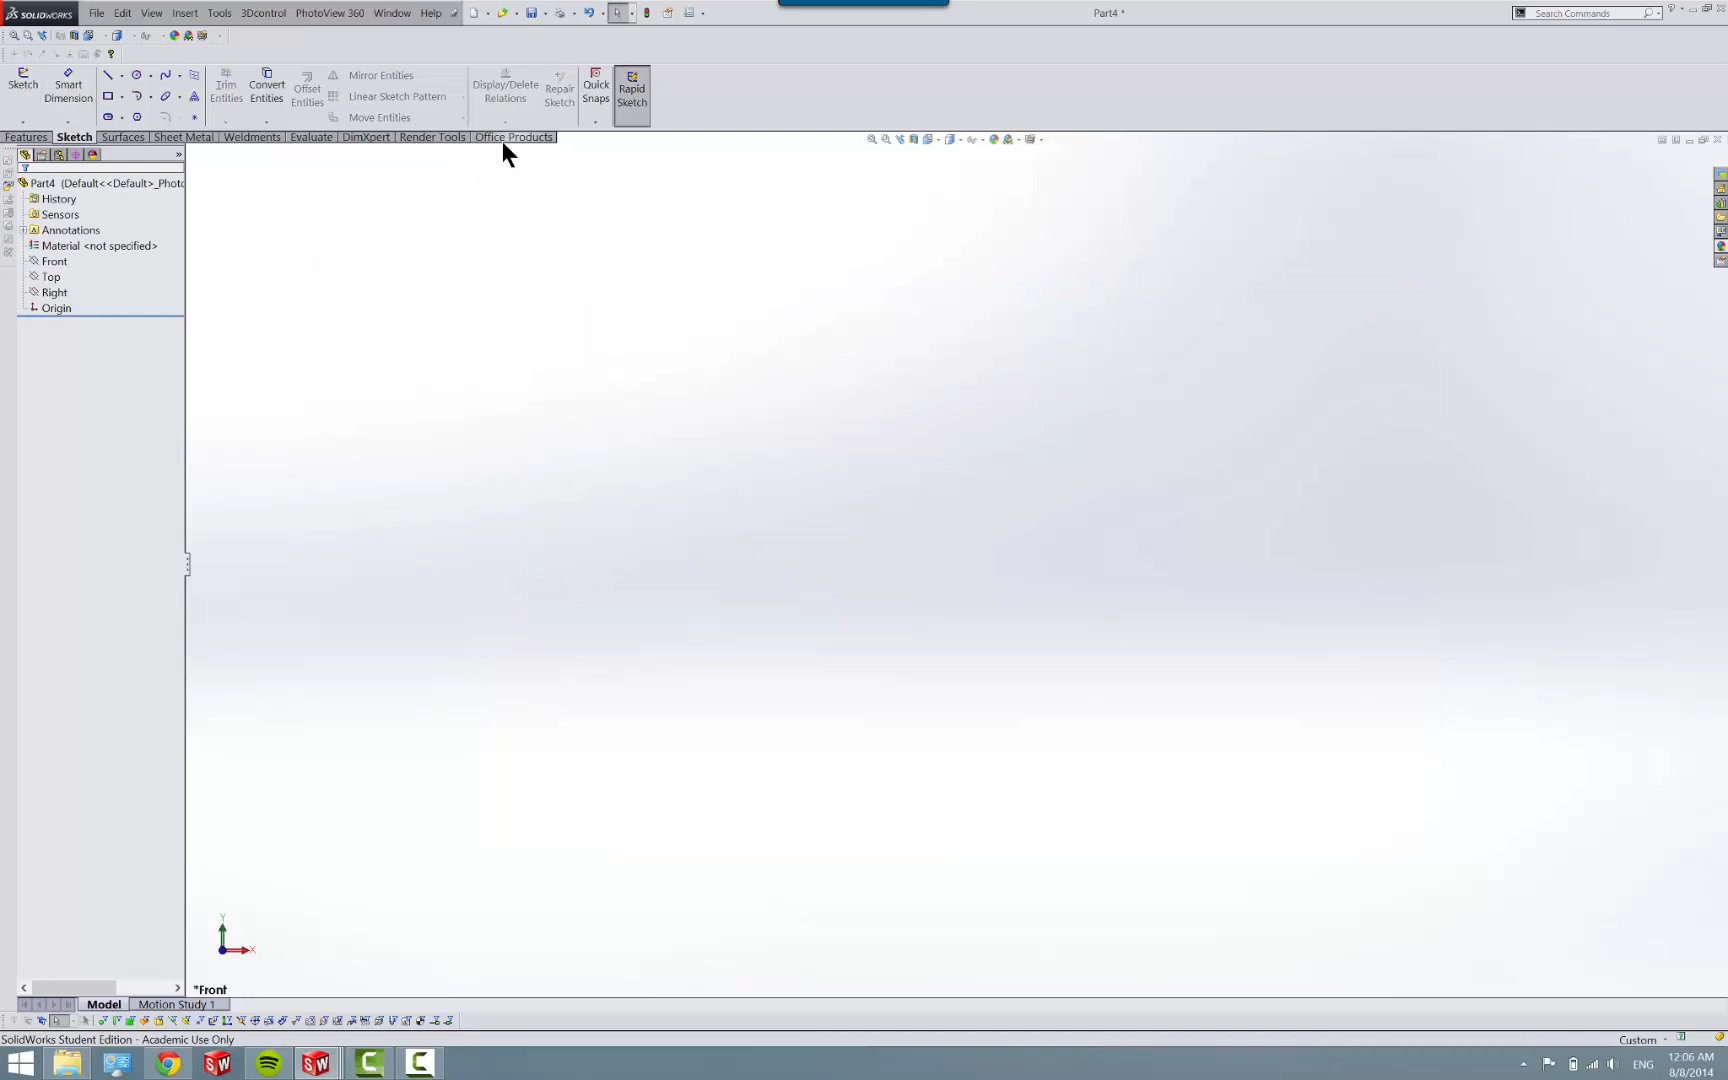 SOLIDWORKS File Edit View Insert Tools 3Dcontrol PhotoView 360 Window Help Part4 * Search Commands
Sketch Smart Dimension Trim Entities Convert Entities Offset Entities Mirror Entities Linear Sketch Pattern Move Entities Display/Delete Relations Repair Sketch Quick Snaps Rapid Sketch
Features Sketch Surfaces Sheet Metal Weldments Evaluate DimXpert Render Tools Office Products
Part4 (Default<<Default>_Photo
History
Sensors
Annotations
Material <not specified>
Front
Top
Right
Origin
Y
X
*Front
Model Motion Study 1
SolidWorks Student Edition - Academic Use Only Custom
ENG 12:06 AM
8/8/2014